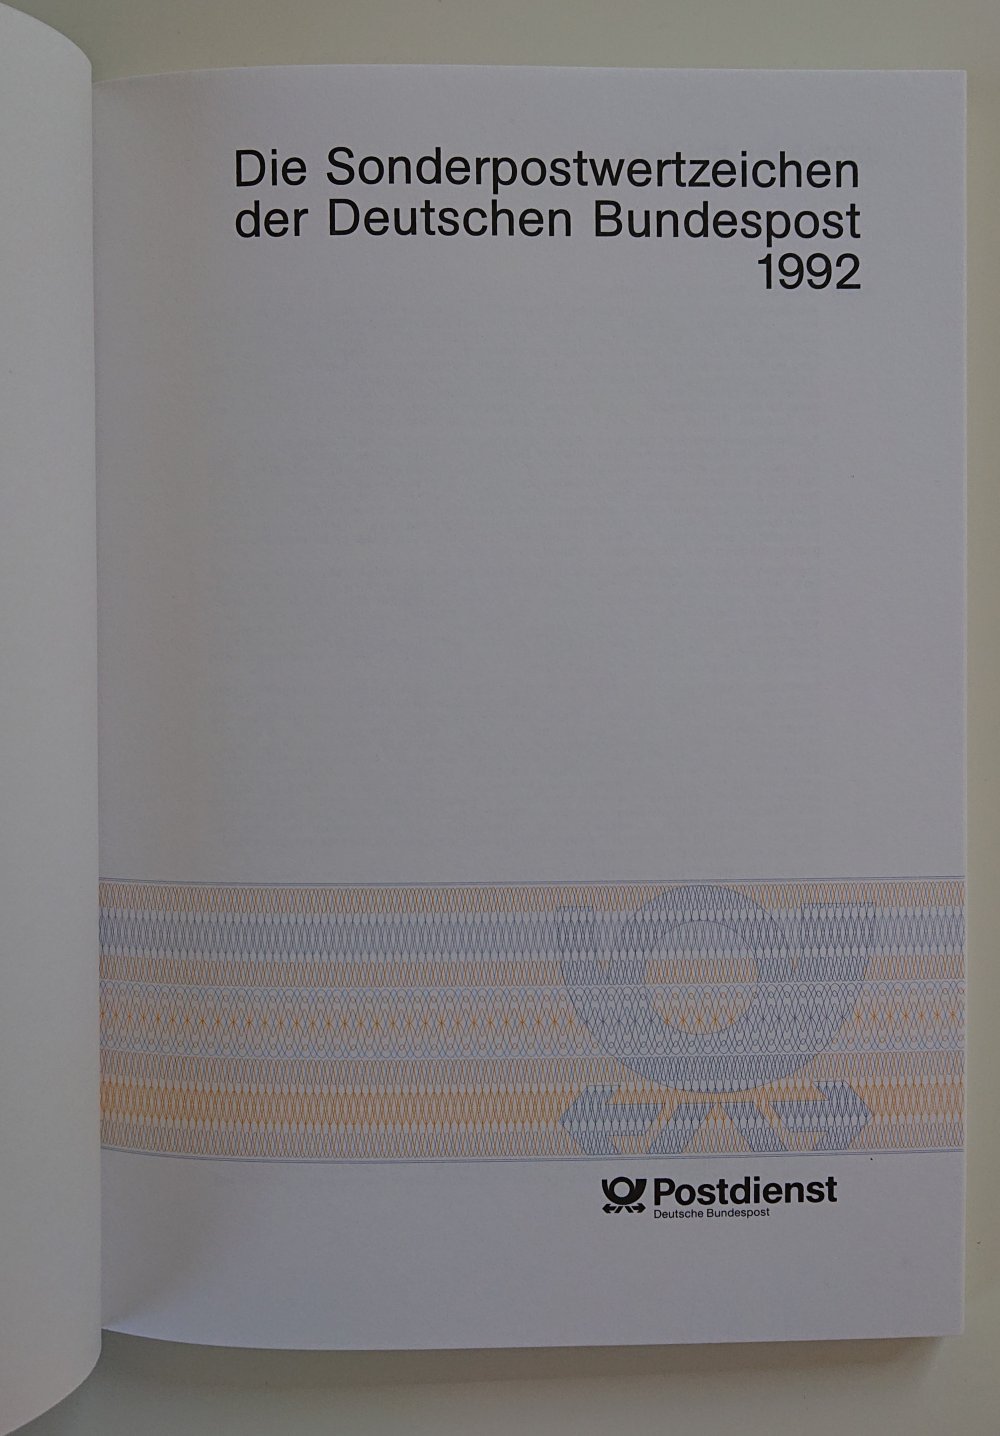 Die Sonderpostwertzeichen
der Deutschen Bundespost
1992
Postdienst
Deutsche Bundespost